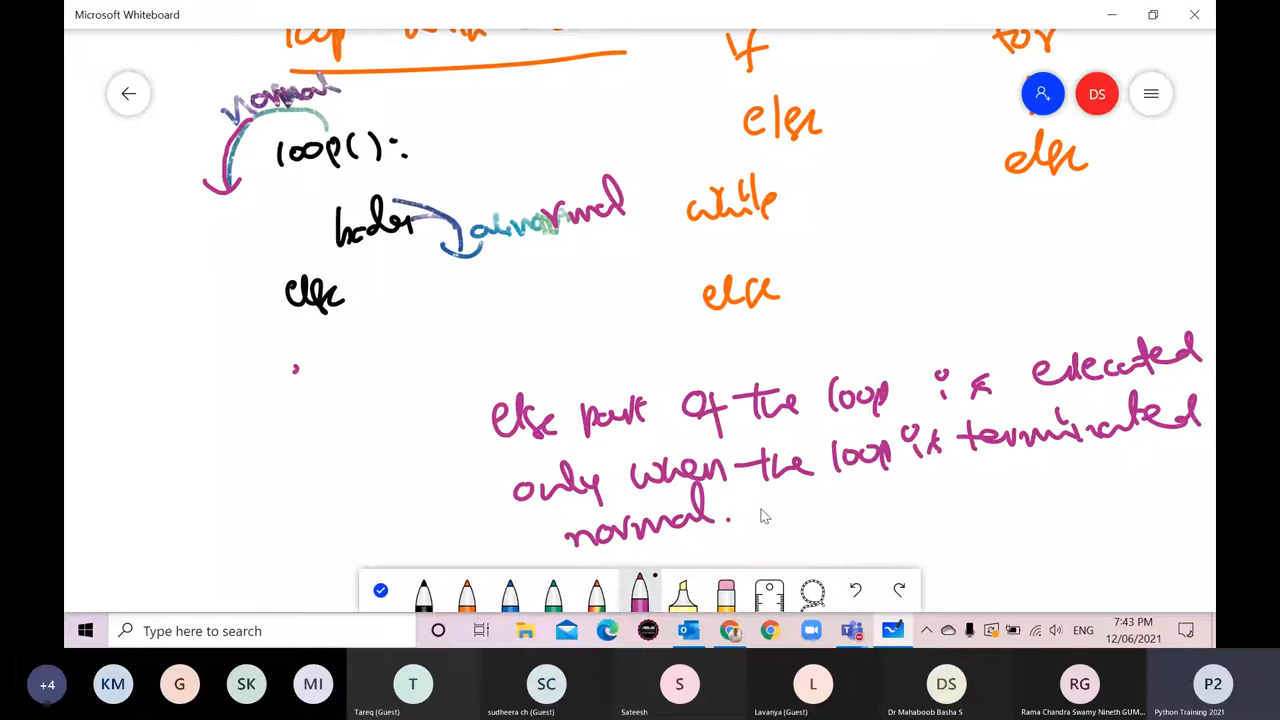 Microsoft Whiteboard
loop with else
if
for
normal
DS
loop():
else
else
body
abnormal
while
else
else
else part of the loop is executed
only when the loop is terminated
normal.
Type here to search
ENG
7:43 PM
12/06/2021
+4
KM
G
SK
MI
T
SC
S
L
DS
RG
P2
Tareq (Guest)
sudheera ch (Guest)
Sateesh
Lavanya (Guest)
Dr Mahaboob Basha S
Rama Chandra Swamy Nineth GUM...
Python Training 2021